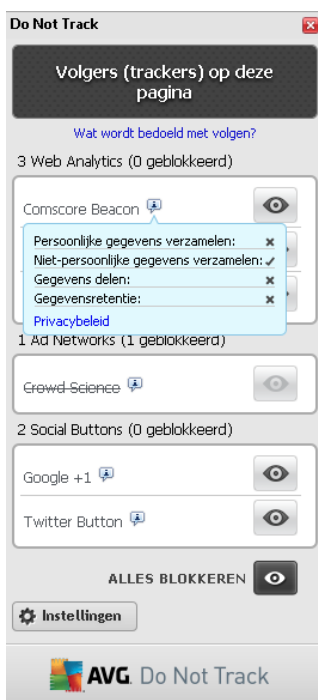 Do Not Track
Volgers (trackers) op deze
pagina
Wat wordt bedoeld met volgen?
3 Web Analytics (0 geblokkeerd)
Comscore Beacon
Persoonlijke gegevens verzamelen:
Niet-persoonlijke gegevens verzamelen:
Gegevens delen:
Gegevensretentie:
Privacybeleid
1 Ad Networks (1 geblokkeerd)
Crowd Science
2 Social Buttons (0 geblokkeerd)
Google +1
Twitter Button
ALLES BLOKKEREN
Instellingen
AVG. Do Not Track